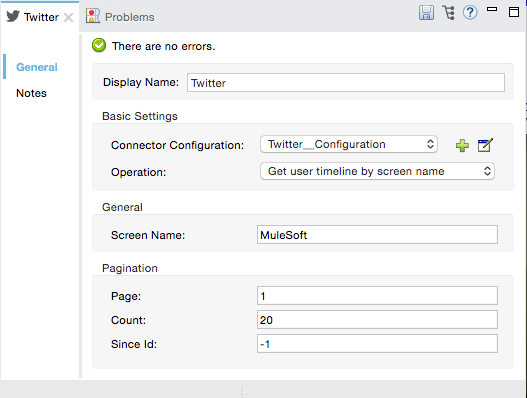 Twitter Problems
There are no errors.
General
Notes
Display Name: Twitter
Basic Settings
Connector Configuration: Twitter__Configuration
Operation: Get user timeline by screen name
General
Screen Name: MuleSoft
Pagination
Page: 1
Count: 20
Since Id: -1